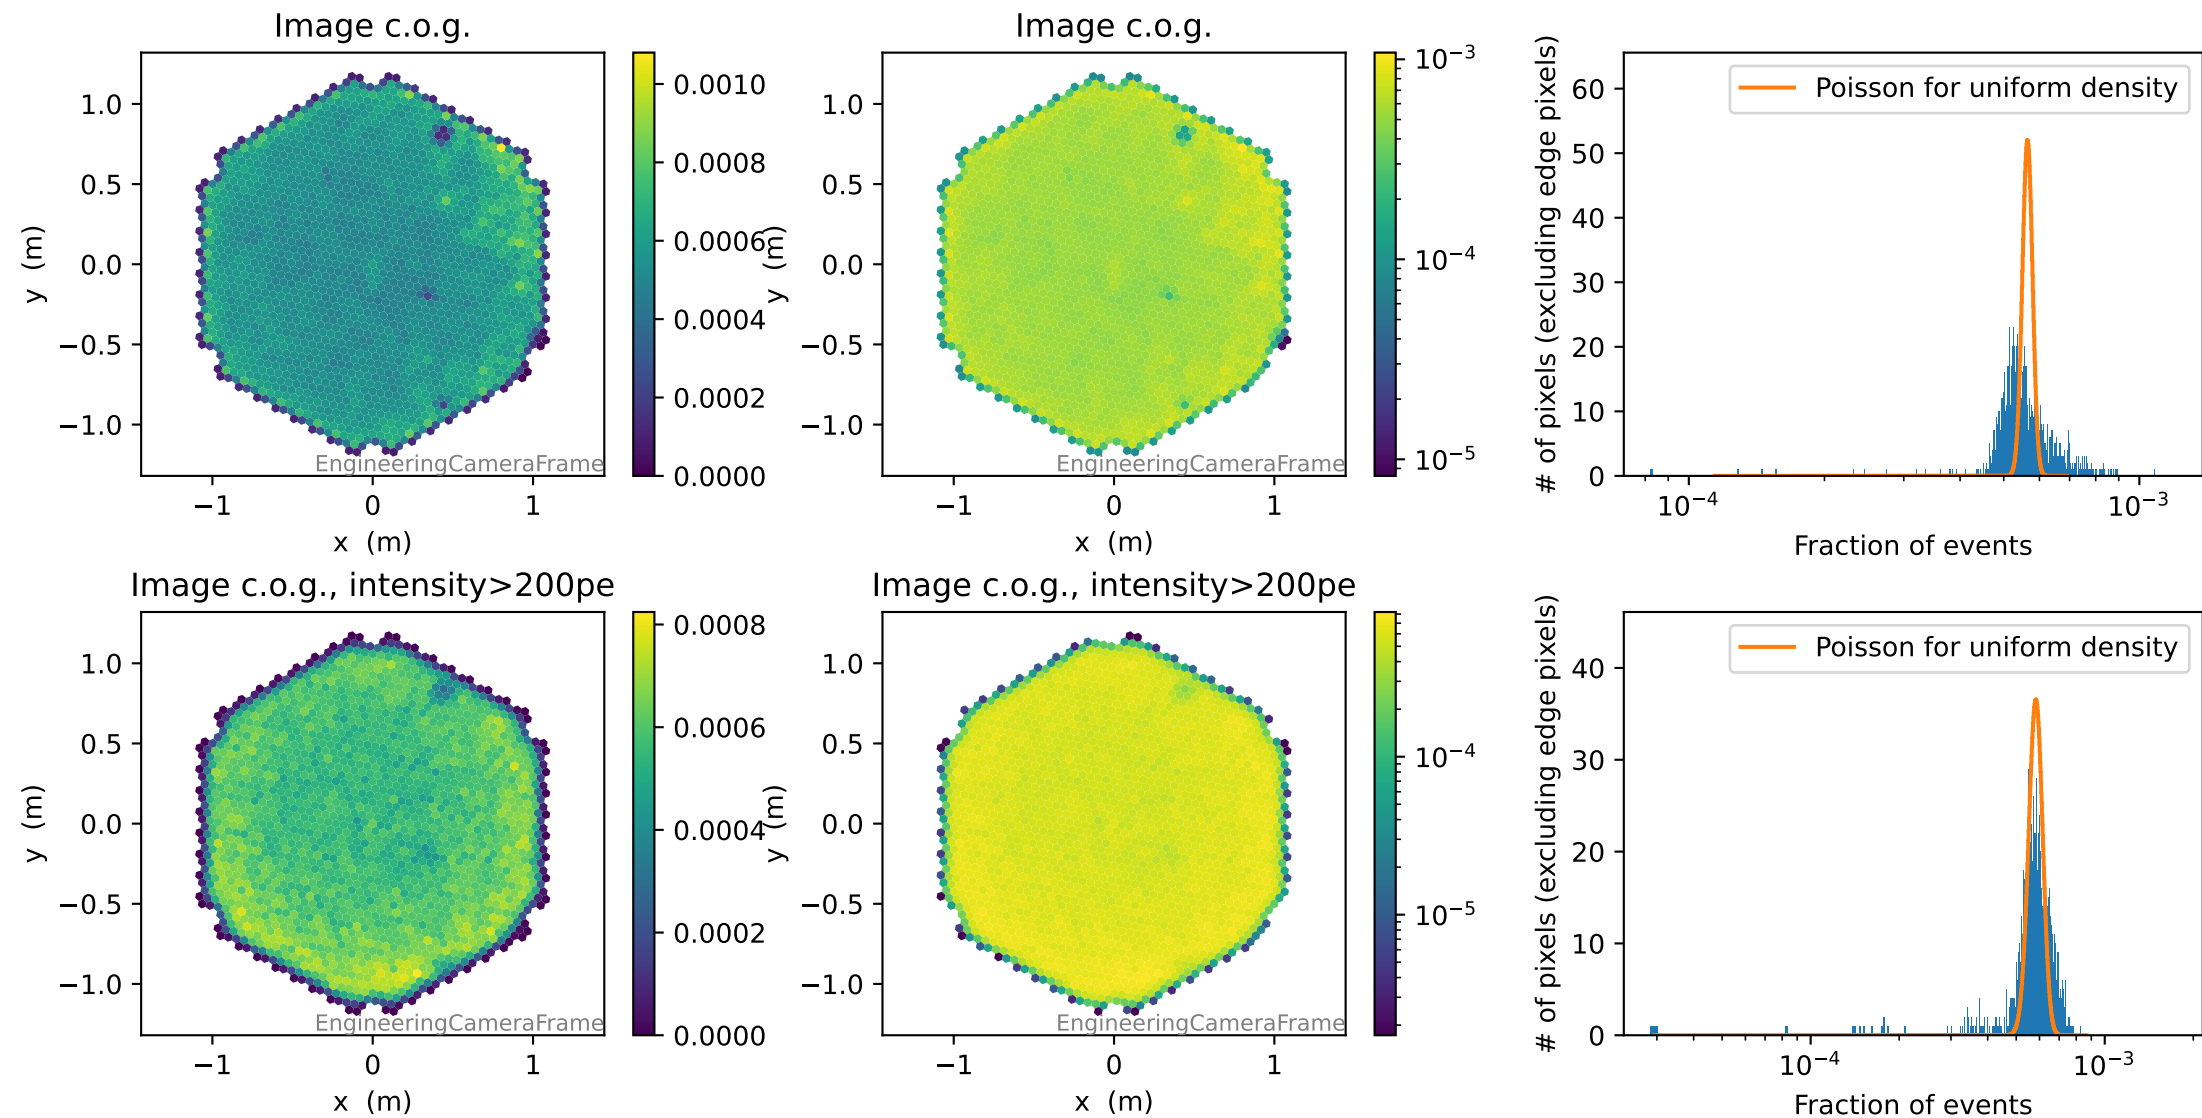 Image c.o.g.
1.0
0.5
0.0
−0.5
−1.0
y (m)
−1
0
1
x (m)
EngineeringCameraFrame
0.0010
0.0008
0.0006
0.0004
0.0002
0.0000
Image c.o.g.
1.0
0.5
0.0
−0.5
−1.0
y (m)
−1
0
1
x (m)
EngineeringCameraFrame
10−3
10−4
10−5
Poisson for uniform density
60
50
40
30
20
10
0
# of pixels (excluding edge pixels)
10−4
10−3
Fraction of events
Image c.o.g., intensity>200pe
1.0
0.5
0.0
−0.5
−1.0
y (m)
−1
0
1
x (m)
EngineeringCameraFrame
0.0008
0.0006
0.0004
0.0002
0.0000
Image c.o.g., intensity>200pe
1.0
0.5
0.0
−0.5
−1.0
y (m)
−1
0
1
x (m)
EngineeringCameraFrame
10−4
10−5
Poisson for uniform density
40
30
20
10
0
# of pixels (excluding edge pixels)
10−4
10−3
Fraction of events